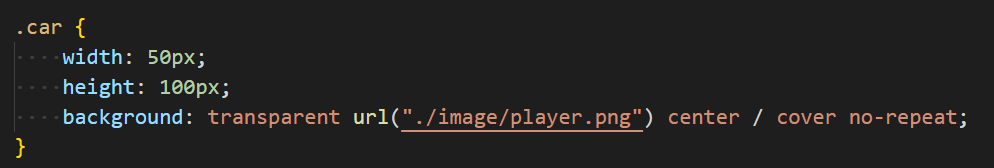 .car {
    width: 50px;
    height: 100px;
    background: transparent url("./image/player.png") center / cover no-repeat;
}